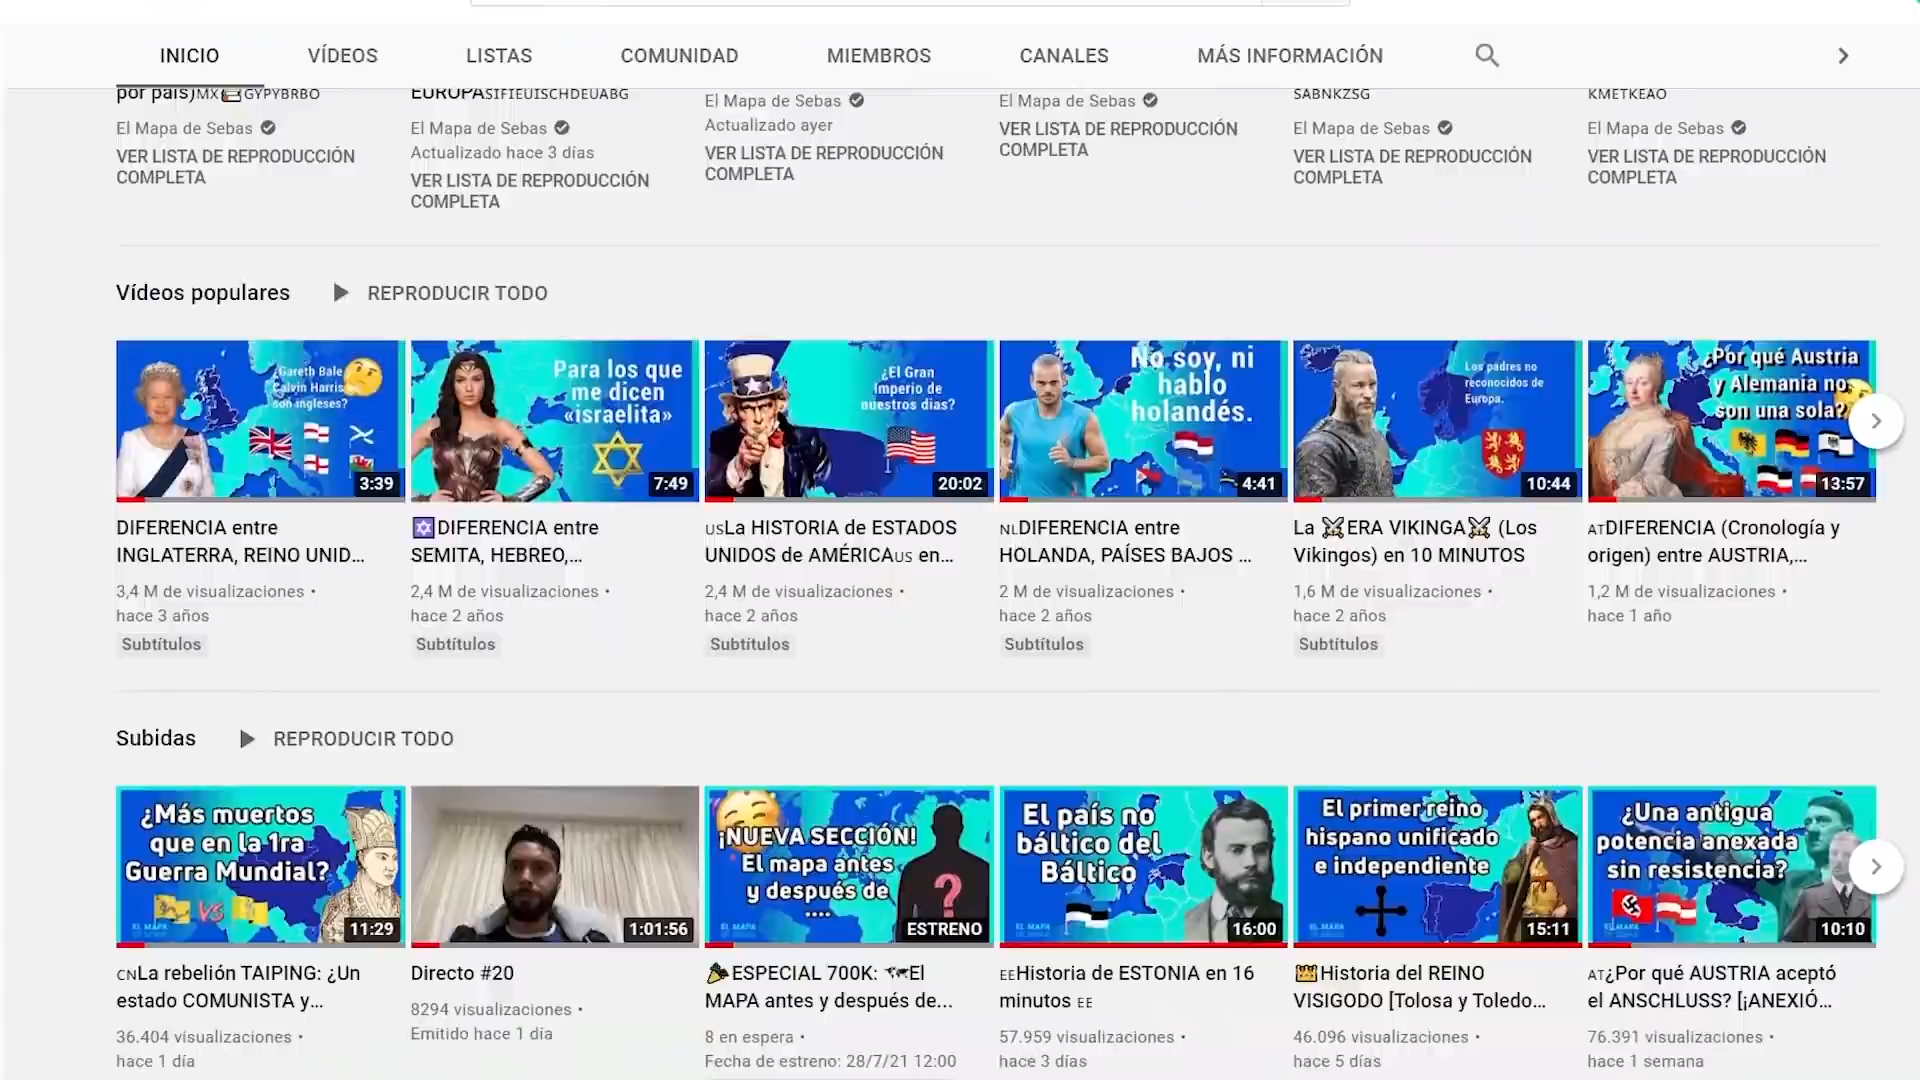 INICIO
VÍDEOS
LISTAS
COMUNIDAD
MIEMBROS
CANALES
MÁS INFORMACIÓN
por país)MX GYPYBRBO
El Mapa de Sebas
VER LISTA DE REPRODUCCIÓN
COMPLETA
EUROPASIFIEUISCHDEUABG
El Mapa de Sebas
Actualizado hace 3 días
VER LISTA DE REPRODUCCIÓN
COMPLETA
El Mapa de Sebas
Actualizado ayer
VER LISTA DE REPRODUCCIÓN
COMPLETA
El Mapa de Sebas
VER LISTA DE REPRODUCCIÓN
COMPLETA
SABNKZSG
El Mapa de Sebas
VER LISTA DE REPRODUCCIÓN
COMPLETA
KMETKEAO
El Mapa de Sebas
VER LISTA DE REPRODUCCIÓN
COMPLETA
Vídeos populares
REPRODUCIR TODO
¿Gareth Bale
Calvin Harris
son ingleses?
3:39
DIFERENCIA entre
INGLATERRA, REINO UNID...
3,4 M de visualizaciones •
hace 3 años
Subtítulos
Para los que
me dicen
«israelita»
7:49
DIFERENCIA entre
SEMITA, HEBREO,...
2,4 M de visualizaciones •
hace 2 años
Subtítulos
¿El Gran
Imperio de
nuestros días?
20:02
USLa HISTORIA de ESTADOS
UNIDOS de AMÉRICAUS en...
2,4 M de visualizaciones •
hace 2 años
Subtítulos
No soy, ni
hablo
holandés.
4:41
NLDIFERENCIA entre
HOLANDA, PAÍSES BAJOS ...
2 M de visualizaciones •
hace 2 años
Subtítulos
Los padres no
reconocidos de
Europa.
10:44
La ERA VIKINGA (Los
Vikingos) en 10 MINUTOS
1,6 M de visualizaciones •
hace 2 años
Subtítulos
¿Por qué Austria
y Alemania no
son una sola?
13:57
ATDIFERENCIA (Cronología y
origen) entre AUSTRIA,...
1,2 M de visualizaciones •
hace 1 año
Subidas
REPRODUCIR TODO
¿Más muertos
que en la 1ra
Guerra Mundial?
VS
11:29
CNLa rebelión TAIPING: ¿Un
estado COMUNISTA y...
36.404 visualizaciones •
hace 1 día
1:01:56
Directo #20
8294 visualizaciones •
Emitido hace 1 día
¡NUEVA SECCIÓN!
El mapa antes
y después de
....
?
EL MAPA
ESTRENO
ESPECIAL 700K: El
MAPA antes y después de...
8 en espera •
Fecha de estreno: 28/7/21 12:00
El país no
báltico del
Báltico
EL MAPA
16:00
EEHistoria de ESTONIA en 16
minutos EE
57.959 visualizaciones •
hace 3 días
El primer reino
hispano unificado
e independiente
EL MAPA
15:11
Historia del REINO
VISIGODO [Tolosa y Toledo...
46.096 visualizaciones •
hace 5 días
¿Una antigua
potencia anexada
sin resistencia?
EL MAPA
10:10
AT¿Por qué AUSTRIA aceptó
el ANSCHLUSS? [¡ANEXIÓ...
76.391 visualizaciones •
hace 1 semana